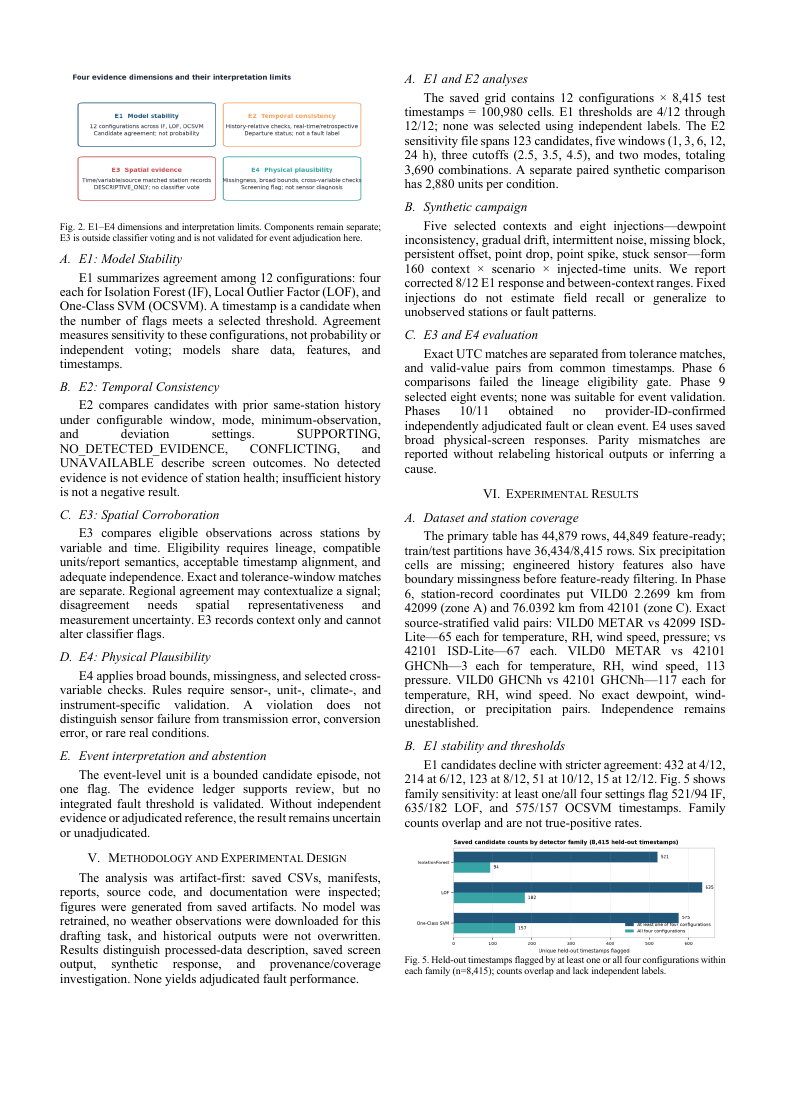 Four evidence dimensions and their interpretation limits
E1 Model stability
12 configurations across IF, LOF, OCSVM
Candidate agreement; not probability
E2 Temporal consistency
History-relative checks, real-time/retrospective
Departure status; not a fault label
E3 Spatial evidence
Time/variable/source matched station records
DESCRIPTIVE_ONLY; no classifier vote
E4 Physical plausibility
Missingness, broad bounds, cross-variable checks
Screening flag; not sensor diagnosis
Fig. 2. E1–E4 dimensions and interpretation limits. Components remain separate;
E3 is outside classifier voting and is not validated for event adjudication here.
A. E1: Model Stability
E1 summarizes agreement among 12 configurations: four
each for Isolation Forest (IF), Local Outlier Factor (LOF), and
One-Class SVM (OCSVM). A timestamp is a candidate when
the number of flags meets a selected threshold. Agreement
measures sensitivity to these configurations, not probability or
independent voting; models share data, features, and
timestamps.
B. E2: Temporal Consistency
E2 compares candidates with prior same-station history
under configurable window, mode, minimum-observation,
and deviation settings. SUPPORTING,
NO_DETECTED_EVIDENCE, CONFLICTING, and
UNAVAILABLE describe screen outcomes. No detected
evidence is not evidence of station health; insufficient history
is not a negative result.
C. E3: Spatial Corroboration
E3 compares eligible observations across stations by
variable and time. Eligibility requires lineage, compatible
units/report semantics, acceptable timestamp alignment, and
adequate independence. Exact and tolerance-window matches
are separate. Regional agreement may contextualize a signal;
disagreement needs spatial representativeness and
measurement uncertainty. E3 records context only and cannot
alter classifier flags.
D. E4: Physical Plausibility
E4 applies broad bounds, missingness, and selected cross-
variable checks. Rules require sensor-, unit-, climate-, and
instrument-specific validation. A violation does not
distinguish sensor failure from transmission error, conversion
error, or rare real conditions.
E. Event interpretation and abstention
The event-level unit is a bounded candidate episode, not
one flag. The evidence ledger supports review, but no
integrated fault threshold is validated. Without independent
evidence or adjudicated reference, the result remains uncertain
or unadjudicated.
V. METHODOLOGY AND EXPERIMENTAL DESIGN
The analysis was artifact-first: saved CSVs, manifests,
reports, source code, and documentation were inspected;
figures were generated from saved artifacts. No model was
retrained, no weather observations were downloaded for this
drafting task, and historical outputs were not overwritten.
Results distinguish processed-data description, saved screen
output, synthetic response, and provenance/coverage
investigation. None yields adjudicated fault performance.
A. E1 and E2 analyses
The saved grid contains 12 configurations × 8,415 test
timestamps = 100,980 cells. E1 thresholds are 4/12 through
12/12; none was selected using independent labels. The E2
sensitivity file spans 123 candidates, five windows (1, 3, 6, 12,
24 h), three cutoffs (2.5, 3.5, 4.5), and two modes, totaling
3,690 combinations. A separate paired synthetic comparison
has 2,880 units per condition.
B. Synthetic campaign
Five selected contexts and eight injections—dewpoint
inconsistency, gradual drift, intermittent noise, missing block,
persistent offset, point drop, point spike, stuck sensor—form
160 context × scenario × injected-time units. We report
corrected 8/12 E1 response and between-context ranges. Fixed
injections do not estimate field recall or generalize to
unobserved stations or fault patterns.
C. E3 and E4 evaluation
Exact UTC matches are separated from tolerance matches,
and valid-value pairs from common timestamps. Phase 6
comparisons failed the lineage eligibility gate. Phase 9
selected eight events; none was suitable for event validation.
Phases 10/11 obtained no provider-ID-confirmed
independently adjudicated fault or clean event. E4 uses saved
broad physical-screen responses. Parity mismatches are
reported without relabeling historical outputs or inferring a
cause.
VI. EXPERIMENTAL RESULTS
A. Dataset and station coverage
The primary table has 44,879 rows, 44,849 feature-ready;
train/test partitions have 36,434/8,415 rows. Six precipitation
cells are missing; engineered history features also have
boundary missingness before feature-ready filtering. In Phase
6, station-record coordinates put VILD0 2.2699 km from
42099 (zone A) and 76.0392 km from 42101 (zone C). Exact
source-stratified valid pairs: VILD0 METAR vs 42099 ISD-
Lite—65 each for temperature, RH, wind speed, pressure; vs
42101 ISD-Lite—67 each. VILD0 METAR vs 42101
GHCNh—3 each for temperature, RH, wind speed, 113
pressure. VILD0 GHCNh vs 42101 GHCNh—117 each for
temperature, RH, wind speed. No exact dewpoint, wind-
direction, or precipitation pairs. Independence remains
unestablished.
B. E1 stability and thresholds
E1 candidates decline with stricter agreement: 432 at 4/12,
214 at 6/12, 123 at 8/12, 51 at 10/12, 15 at 12/12. Fig. 5 shows
family sensitivity: at least one/all four settings flag 521/94 IF,
635/182 LOF, and 575/157 OCSVM timestamps. Family
counts overlap and are not true-positive rates.
Saved candidate counts by detector family (8,415 held-out timestamps)
IsolationForest
521
94
LOF
635
182
One-Class SVM
575
157
At least one of four configurations
All four configurations
0 100 200 300 400 500 600
Unique held-out timestamps flagged
Fig. 5. Held-out timestamps flagged by at least one or all four configurations within
each family (n=8,415); counts overlap and lack independent labels.